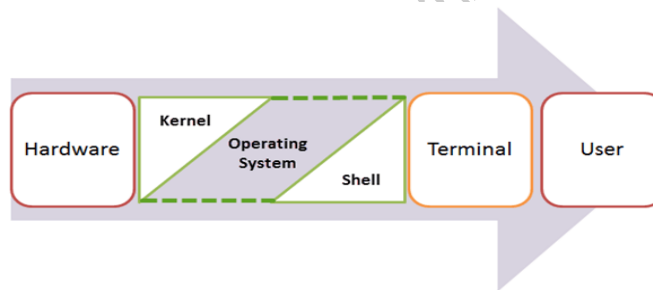 Hardware
Kernel
Operating
System
Shell
Terminal
User